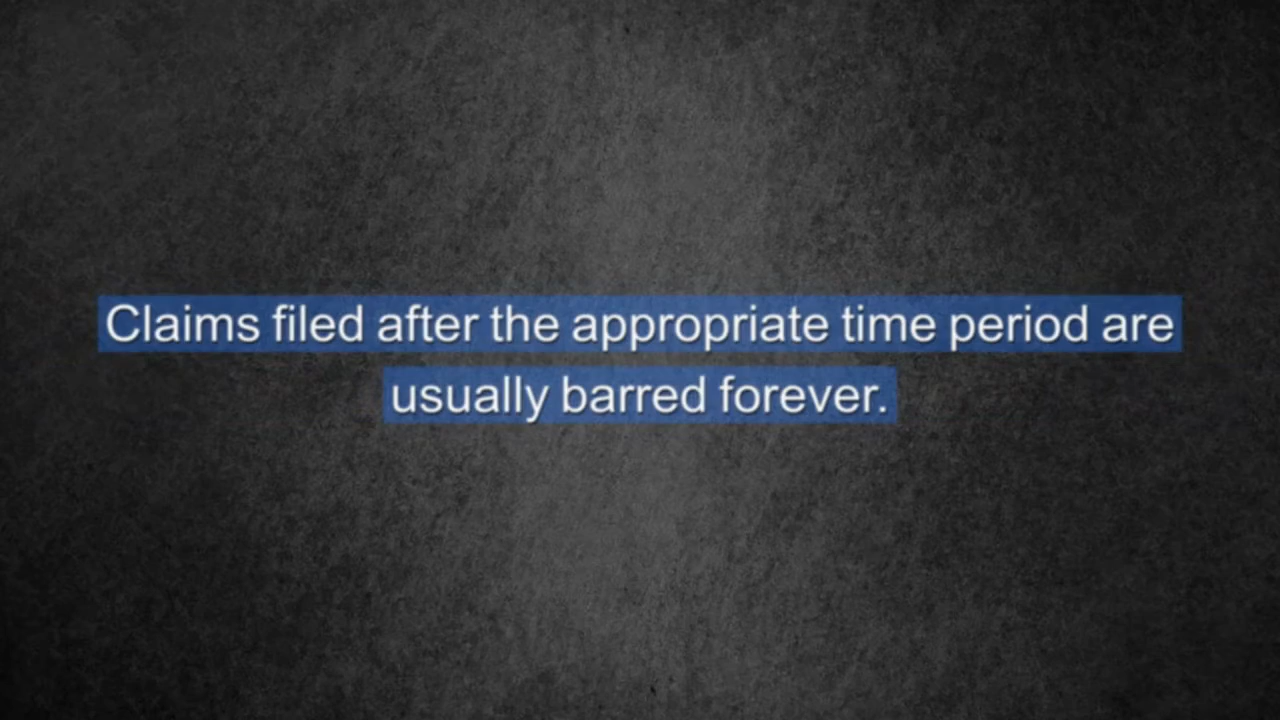 Claims filed after the appropriate time period are
usually barred forever.